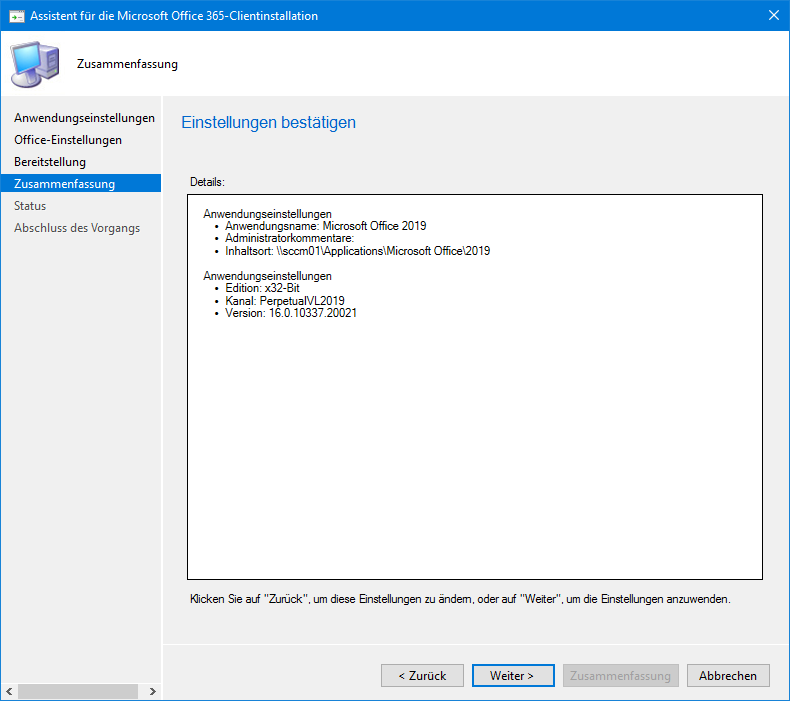 Assistent für die Microsoft Office 365-Clientinstallation
Zusammenfassung
Anwendungseinstellungen
Office-Einstellungen
Bereitstellung
Zusammenfassung
Status
Abschluss des Vorgangs
Einstellungen bestätigen
Details:
Anwendungseinstellungen
• Anwendungsname: Microsoft Office 2019
• Administratorkommentare:
• Inhaltsort: \\sccm01\Applications\Microsoft Office\2019
Anwendungseinstellungen
• Edition: x32-Bit
• Kanal: PerpetualVL2019
• Version: 16.0.10337.20021
Klicken Sie auf "Zurück", um diese Einstellungen zu ändern, oder auf "Weiter", um die Einstellungen anzuwenden.
< Zurück
Weiter >
Zusammenfassung
Abbrechen